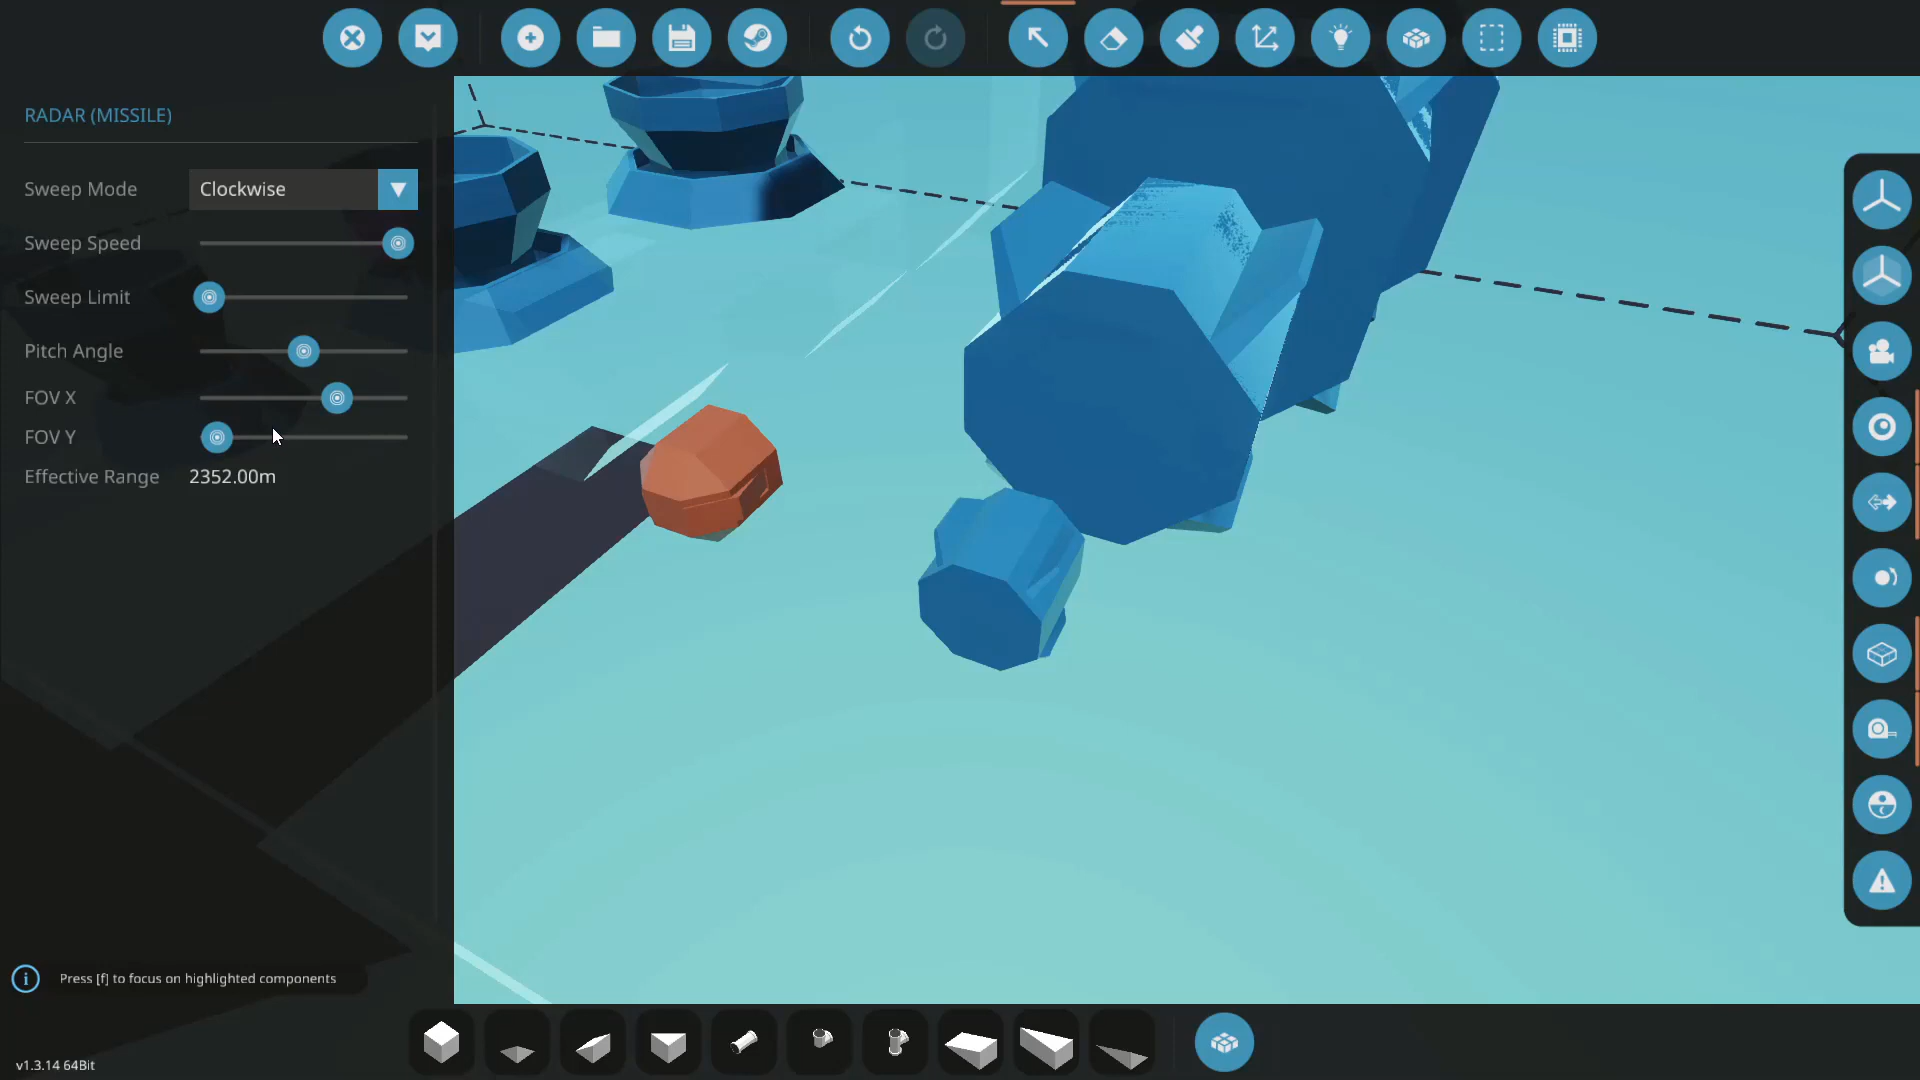 RADAR (MISSILE)
Sweep Mode Clockwise
Sweep Speed
Sweep Limit
Pitch Angle
FOV X
FOV Y
Effective Range 2352.00m
Press [f] to focus on highlighted components
v1.3.14 64Bit